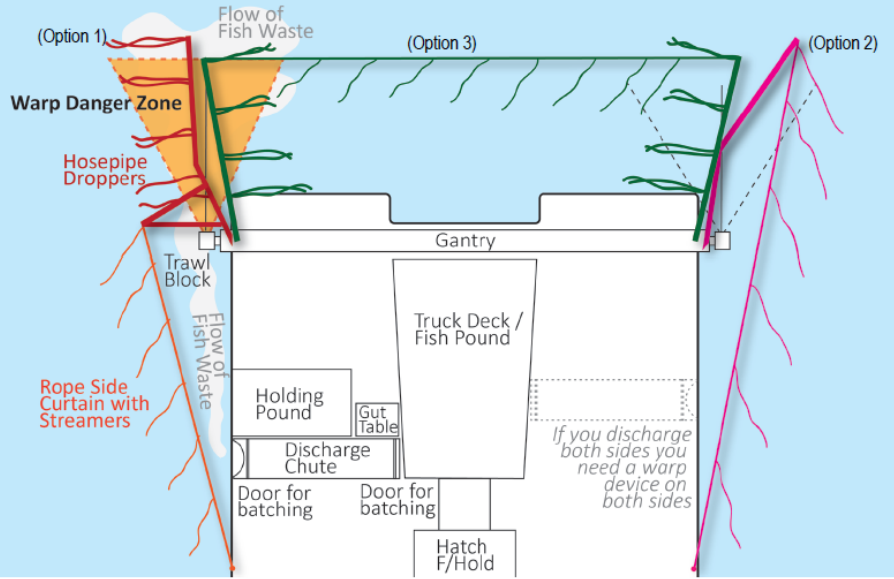 Flow of
Fish Waste
(Option 1)
(Option 3)
(Option 2)
Warp Danger Zone
Hosepipe
Droppers
Gantry
Trawl
Block
Flow of
Fish Waste
Truck Deck /
Fish Pound
Rope Side
Curtain with
Streamers
Holding
Pound
Gut
Table
Discharge
Chute
Door for
batching
Door for
batching
If you discharge
both sides you
need a warp
device on
both sides
Hatch
F/Hold